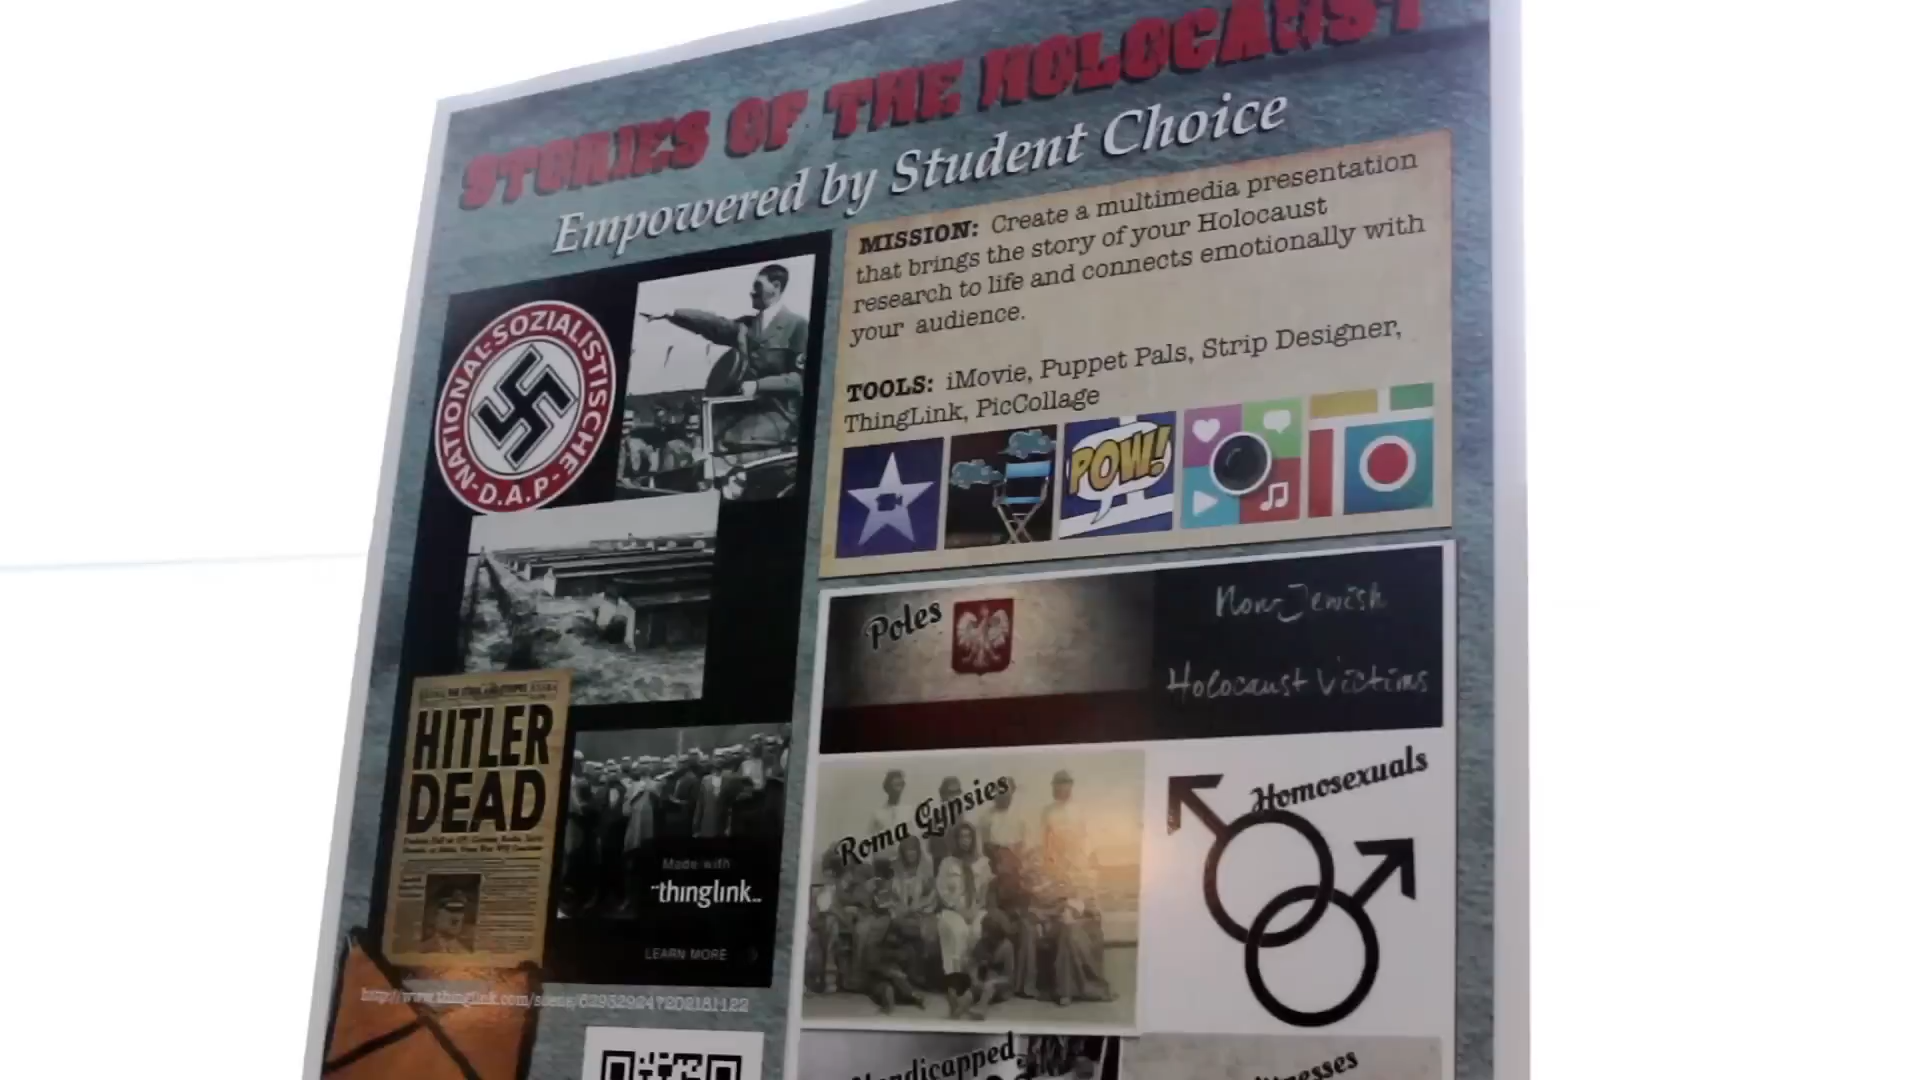 STORIES OF THE HOLOCAUST
Empowered by Student Choice
MISSION: Create a multimedia presentation
that brings the story of your Holocaust
research to life and connects emotionally with
your audience.
TOOLS: iMovie, Puppet Pals, Strip Designer,
ThingLink, PicCollage
POW!
NATIONAL-SOZIALISTISCHE
-D.A.P-
HITLER
DEAD
Made with
thinglink..
LEARN MORE
Poles
Non-Jewish
Holocaust Victims
Roma Gypsies
Homosexuals
Handicapped